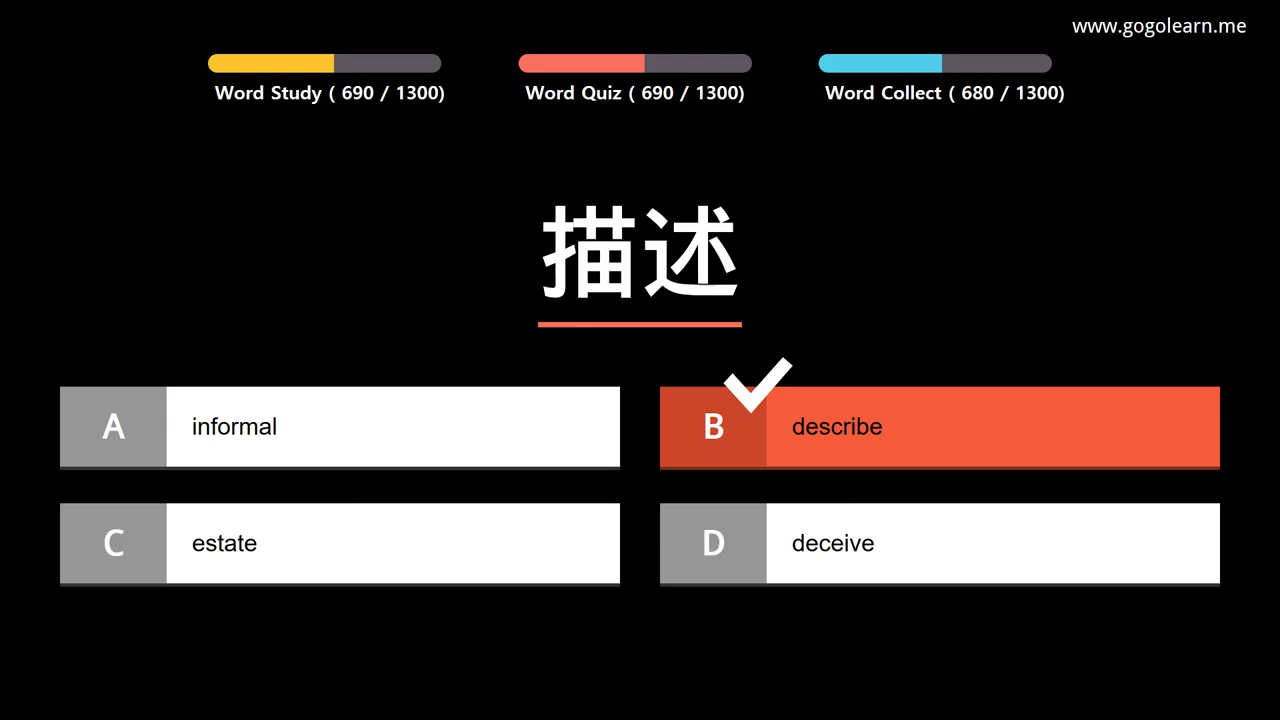 www.gogolearn.me
Word Study ( 690 / 1300)
Word Quiz ( 690 / 1300)
Word Collect ( 680 / 1300)
描述
A informal
B describe
C estate
D deceive